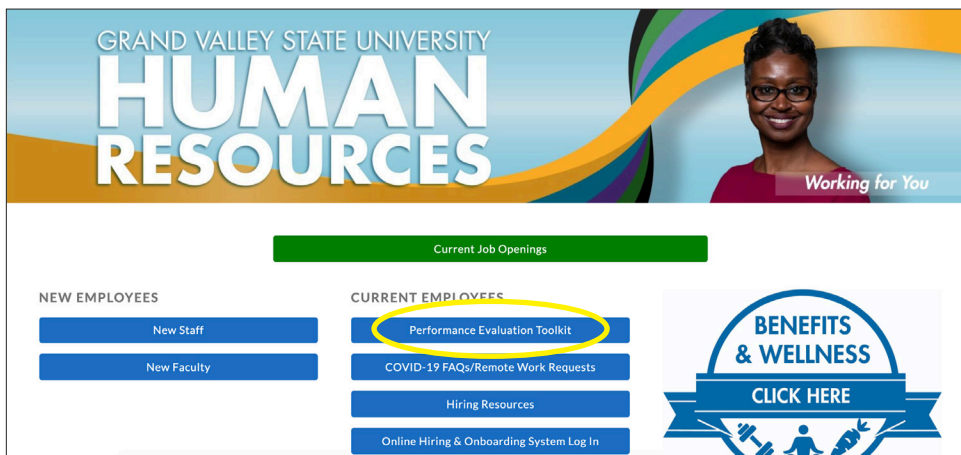 GRAND VALLEY STATE UNIVERSITY
HUMAN
RESOURCES
Working for You
Current Job Openings
NEW EMPLOYEES
New Staff
New Faculty
CURRENT EMPLOYEES
Performance Evaluation Toolkit
COVID-19 FAQs/Remote Work Requests
Hiring Resources
Online Hiring & Onboarding System Log In
BENEFITS
& WELLNESS
CLICK HERE